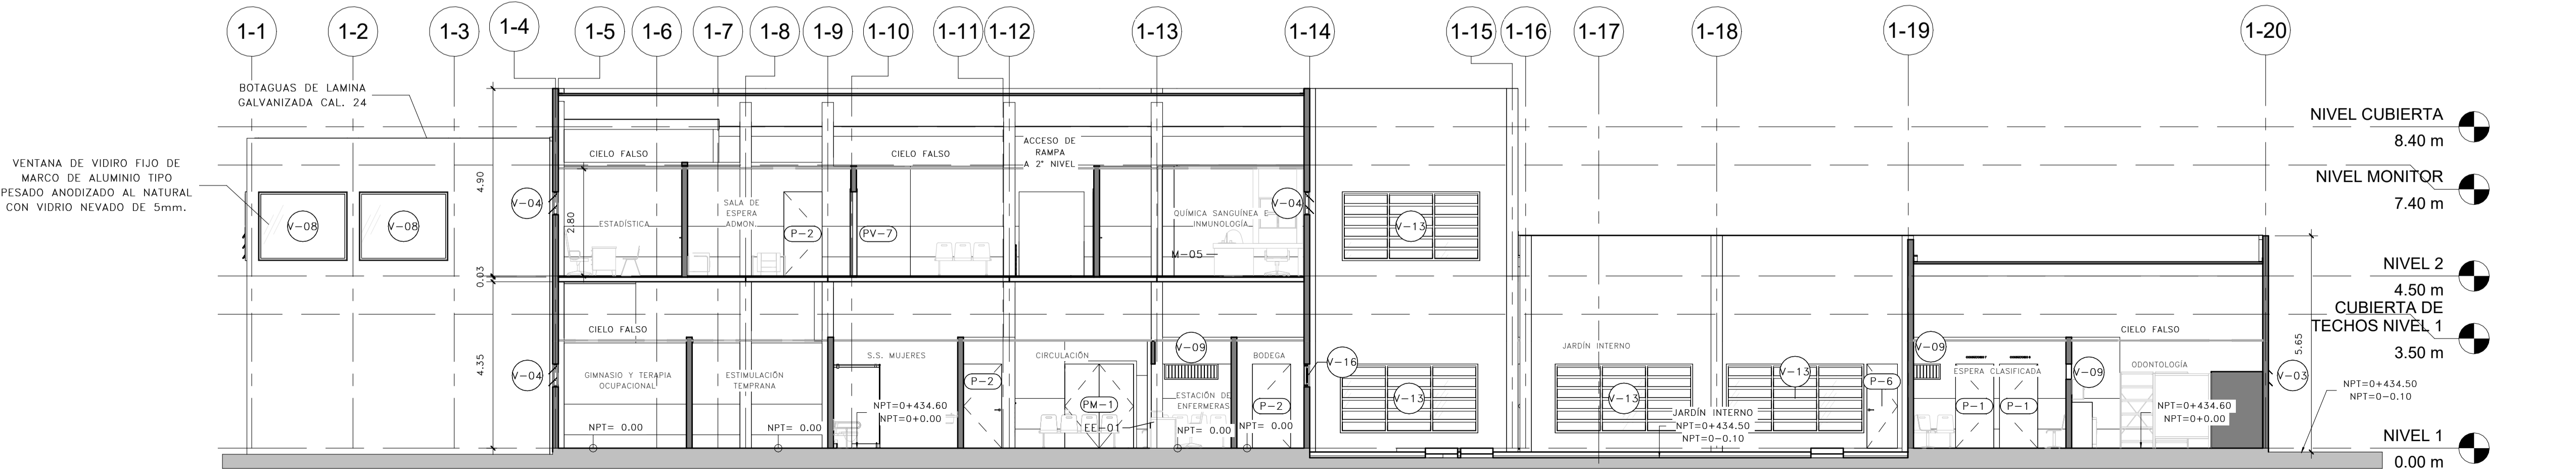 1-1
1-2
1-3
1-4
1-5
1-6
1-7
1-8
1-9
1-10
1-11
1-12
1-13
1-14
1-15
1-16
1-17
1-18
1-19
1-20
BOTAGUAS DE LAMINA
GALVANIZADA CAL. 24
VENTANA DE VIDIRO FIJO DE
MARCO DE ALUMINIO TIPO
PESADO ANODIZADO AL NATURAL
CON VIDRIO NEVADO DE 5mm.
V-08
V-08
4.90
0.03
4.35
V-04
V-04
CIELO FALSO
2.80
ESTADÍSTICA
SALA DE
ESPERA
ADMON.
P-2
PV-7
CIELO FALSO
ACCESO DE
RAMPA
A 2° NIVEL
QUÍMICA SANGUÍNEA E
INMUNOLOGÍA
M-05
V-04
V-13
CIELO FALSO
GIMNASIO Y TERAPIA
OCUPACIONAL
NPT= 0.00
ESTIMULACIÓN
TEMPRANA
NPT= 0.00
S.S. MUJERES
NPT=0+434.60
NPT=0+0.00
P-2
CIRCULACIÓN
PM-1
EE-01
V-09
ESTACIÓN DE
ENFERMERAS
NPT= 0.00
BODEGA
P-2
NPT= 0.00
V-16
V-13
JARDÍN INTERNO
V-13
V-13
JARDÍN INTERNO
NPT=0+434.50
NPT=0-0.10
P-6
V-09
ESPERA CLASIFICADA
P-1
P-1
V-09
CIELO FALSO
ODONTOLOGÍA
NPT=0+434.60
NPT=0+0.00
V-03
5.65
NPT=0+434.50
NPT=0-0.10
NIVEL CUBIERTA
8.40 m
NIVEL MONITOR
7.40 m
NIVEL 2
4.50 m
CUBIERTA DE
TECHOS NIVEL 1
3.50 m
NIVEL 1
0.00 m